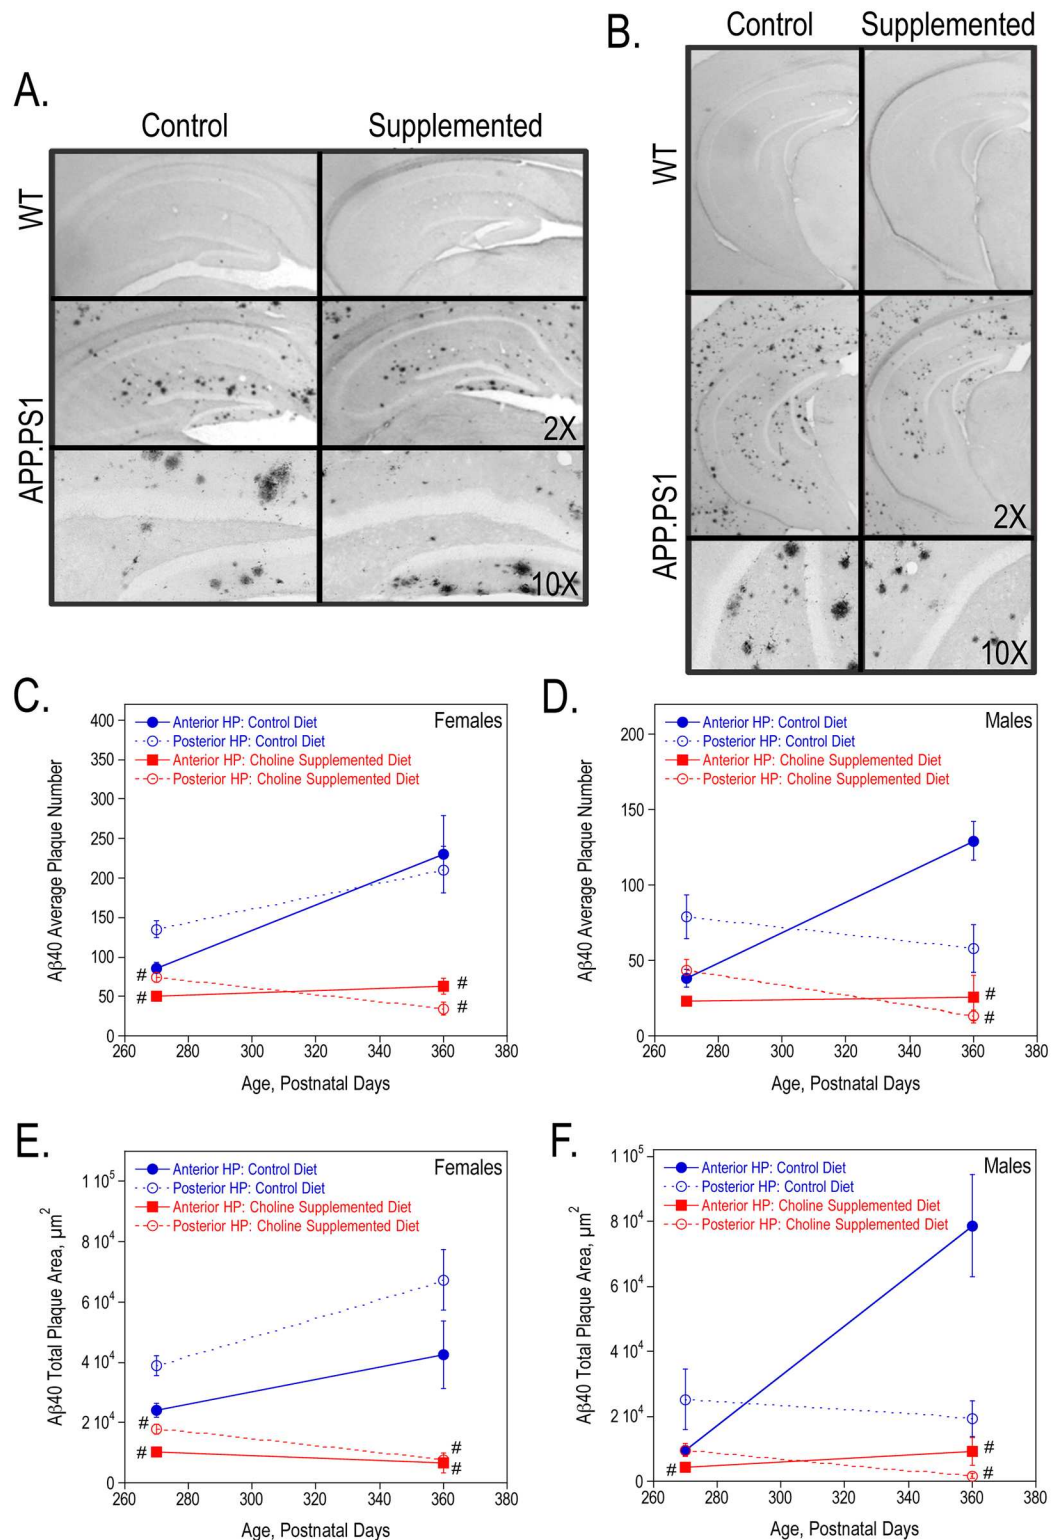 A.
Control Supplemented
WT
APP.PS1
2X
10X
B.
Control Supplemented
WT
APP.PS1
2X
10X
C.
Females
Anterior HP: Control Diet
Posterior HP: Control Diet
Anterior HP: Choline Supplemented Diet
Posterior HP: Choline Supplemented Diet
Aβ40 Average Plaque Number
400
350
300
250
200
150
100
50
0
# #
# #
260 280 300 320 340 360 380
Age, Postnatal Days
D.
Males
Anterior HP: Control Diet
Posterior HP: Control Diet
Anterior HP: Choline Supplemented Diet
Posterior HP: Choline Supplemented Diet
Aβ40 Average Plaque Number
200
150
100
50
0
#
#
260 280 300 320 340 360 380
Age, Postnatal Days
E.
Females
Anterior HP: Control Diet
Posterior HP: Control Diet
Anterior HP: Choline Supplemented Diet
Posterior HP: Choline Supplemented Diet
Aβ40 Total Plaque Area, µm²
1 10⁵
8 10⁴
6 10⁴
4 10⁴
2 10⁴
0
# #
# #
260 280 300 320 340 360 380
Age, Postnatal Days
F.
Males
Anterior HP: Control Diet
Posterior HP: Control Diet
Anterior HP: Choline Supplemented Diet
Posterior HP: Choline Supplemented Diet
Aβ40 Total Plaque Area, µm²
1 10⁵
8 10⁴
6 10⁴
4 10⁴
2 10⁴
0
#
# #
260 280 300 320 340 360 380
Age, Postnatal Days